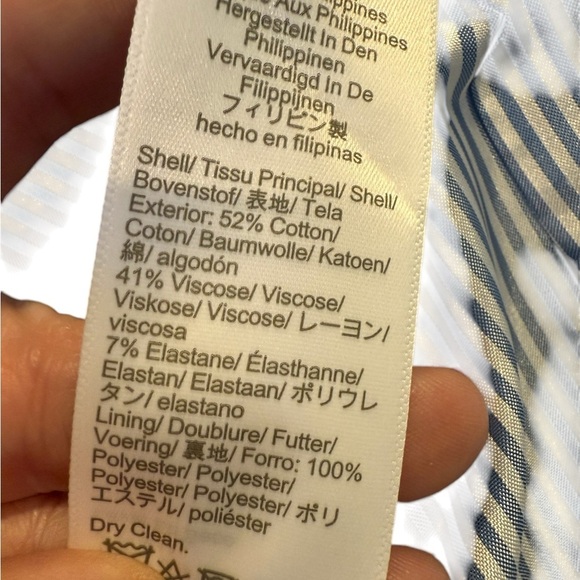 Aux Philippines
Hergestellt In Den
Philippinen
Vervaardigd In De
Filippijnen
フィリピン製
hecho en filipinas
Shell/ Tissu Principal/ Shell/
Bovenstof/ 表地/ Tela
Exterior: 52% Cotton/
Coton/ Baumwolle/ Katoen/
綿/ algodón
41% Viscose/ Viscose/
Viskose/ Viscose/ レーヨン/
viscosa
7% Elastane/ Élasthanne/
Elastan/ Elastaan/ ポリウレ
タン/ elastano
Lining/ Doublure/ Futter/
Voering/ 裏地/ Forro: 100%
Polyester/ Polyester/
Polyester/ Polyester/ ポリ
エステル/ poliéster
Dry Clean.